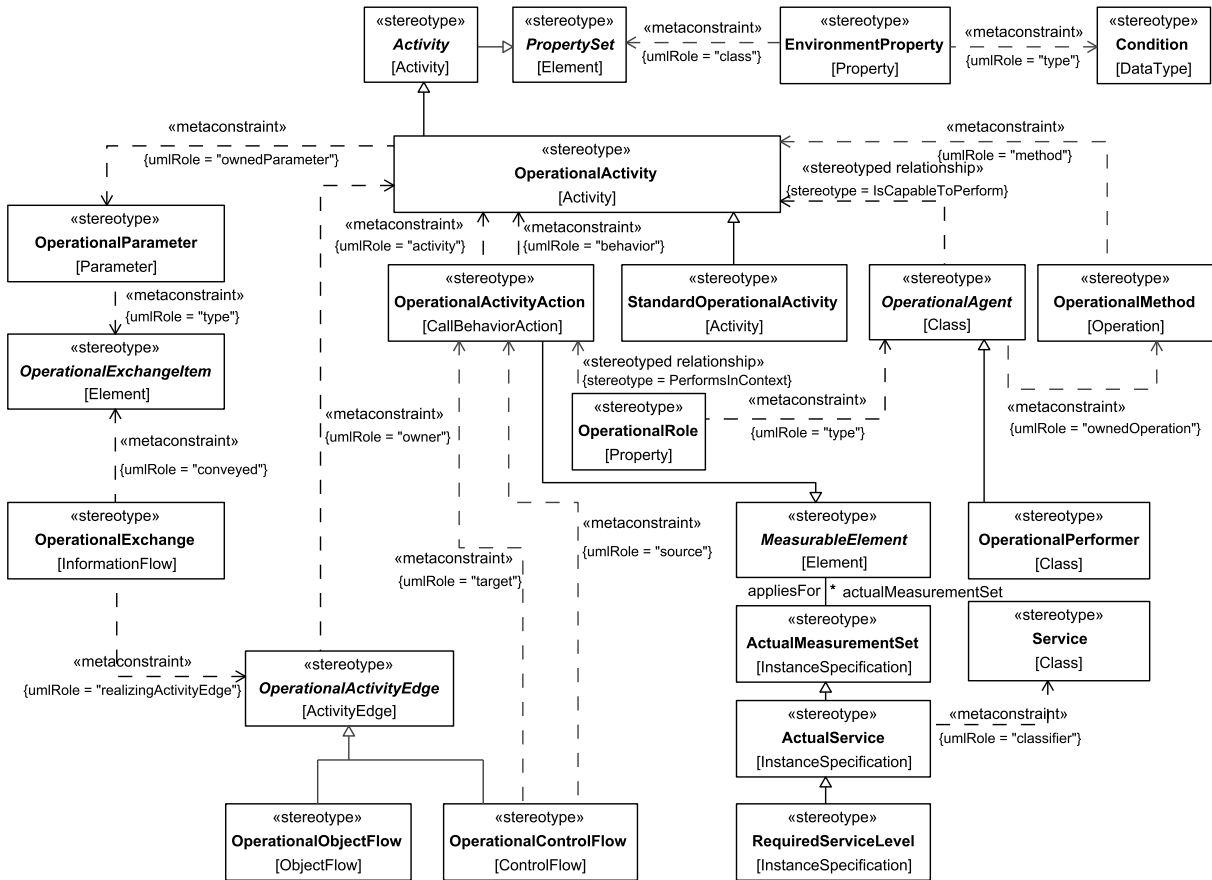 «stereotype»
Activity
[Activity]
«stereotype»
PropertySet
[Element]
«metaconstraint»
{umlRole = "class"}
«stereotype»
EnvironmentProperty
[Property]
«metaconstraint»
{umlRole = "type"}
«stereotype»
Condition
[DataType]
«metaconstraint»
{umlRole = "ownedParameter"}
«stereotype»
OperationalActivity
[Activity]
«metaconstraint»
{umlRole = "method"}
«stereotyped relationship»
{stereotype = IsCapableToPerform}
«stereotype»
OperationalParameter
[Parameter]
«metaconstraint»
{umlRole = "activity"}
«metaconstraint»
{umlRole = "behavior"}
«stereotype»
OperationalActivityAction
[CallBehaviorAction]
«stereotype»
StandardOperationalActivity
[Activity]
«stereotype»
OperationalAgent
[Class]
«stereotype»
OperationalMethod
[Operation]
«metaconstraint»
{umlRole = "type"}
«stereotype»
OperationalExchangeItem
[Element]
«stereotyped relationship»
{stereotype = PerformsInContext}
«stereotype»
OperationalRole
[Property]
«metaconstraint»
{umlRole = "type"}
«metaconstraint»
{umlRole = "ownedOperation"}
«metaconstraint»
{umlRole = "owner"}
«metaconstraint»
{umlRole = "conveyed"}
«stereotype»
OperationalExchange
[InformationFlow]
«metaconstraint»
{umlRole = "source"}
«metaconstraint»
{umlRole = "target"}
«stereotype»
MeasurableElement
[Element]
«stereotype»
OperationalPerformer
[Class]
appliesFor
* actualMeasurementSet
«stereotype»
ActualMeasurementSet
[InstanceSpecification]
«stereotype»
Service
[Class]
«metaconstraint»
{umlRole = "realizingActivityEdge"}
«stereotype»
OperationalActivityEdge
[ActivityEdge]
«stereotype»
ActualService
[InstanceSpecification]
«metaconstraint»
{umlRole = "classifier"}
«stereotype»
OperationalObjectFlow
[ObjectFlow]
«stereotype»
OperationalControlFlow
[ControlFlow]
«stereotype»
RequiredServiceLevel
[InstanceSpecification]